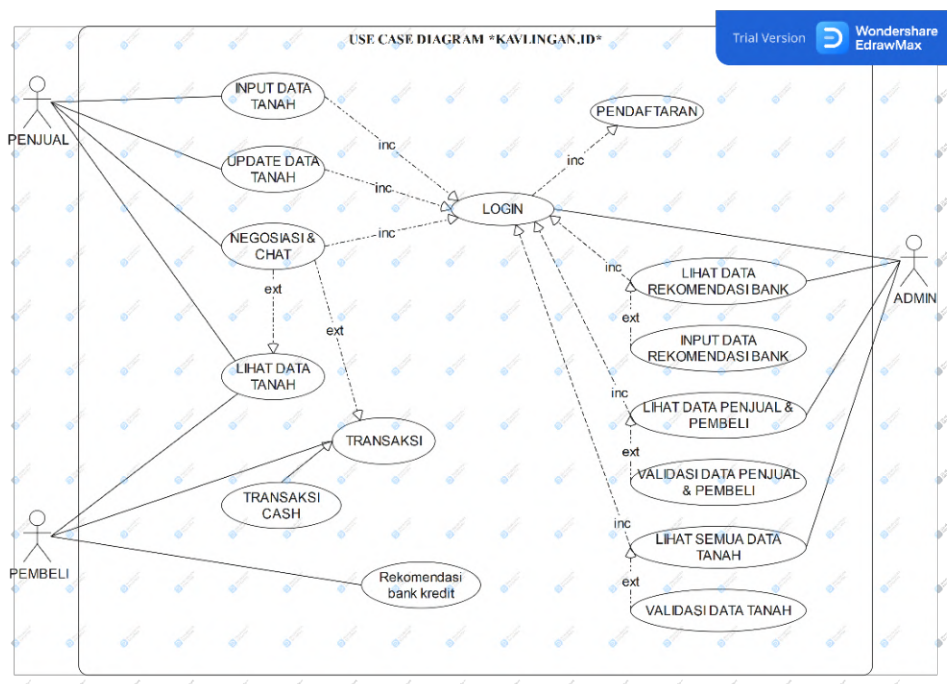 USE CASE DIAGRAM *KAVLINGAN.ID*
Trial Version
Wondershare
EdrawMax
INPUT DATA
TANAH
PENDAFTARAN
PENJUAL
inc
inc
UPDATE DATA
TANAH
inc
LOGIN
NEGOSIASI &
CHAT
inc
ext
ext
inc
LIHAT DATA
REKOMENDASI BANK
ADMIN
ext
INPUT DATA
REKOMENDASI BANK
LIHAT DATA
TANAH
inc
LIHAT DATA PENJUAL &
PEMBELI
TRANSAKSI
ext
VALIDASI DATA PENJUAL
& PEMBELI
TRANSAKSI
CASH
inc
LIHAT SEMUA DATA
TANAH
PEMBELI
Rekomendasi
bank kredit
ext
VALIDASI DATA TANAH